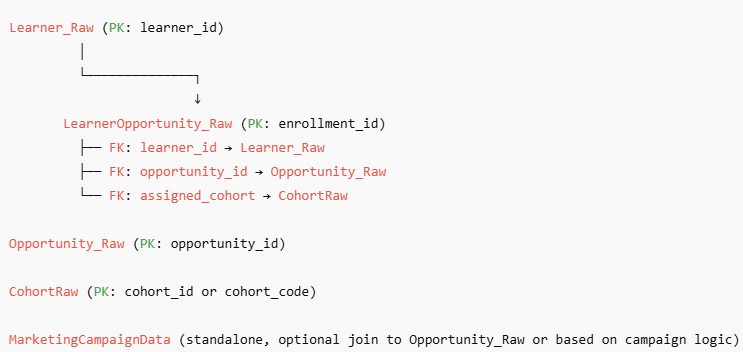 Learner_Raw (PK: learner_id)
LearnerOpportunity_Raw (PK: enrollment_id)
├── FK: learner_id → Learner_Raw
├── FK: opportunity_id → Opportunity_Raw
└── FK: assigned_cohort → CohortRaw
Opportunity_Raw (PK: opportunity_id)
CohortRaw (PK: cohort_id or cohort_code)
MarketingCampaignData (standalone, optional join to Opportunity_Raw or based on campaign logic)